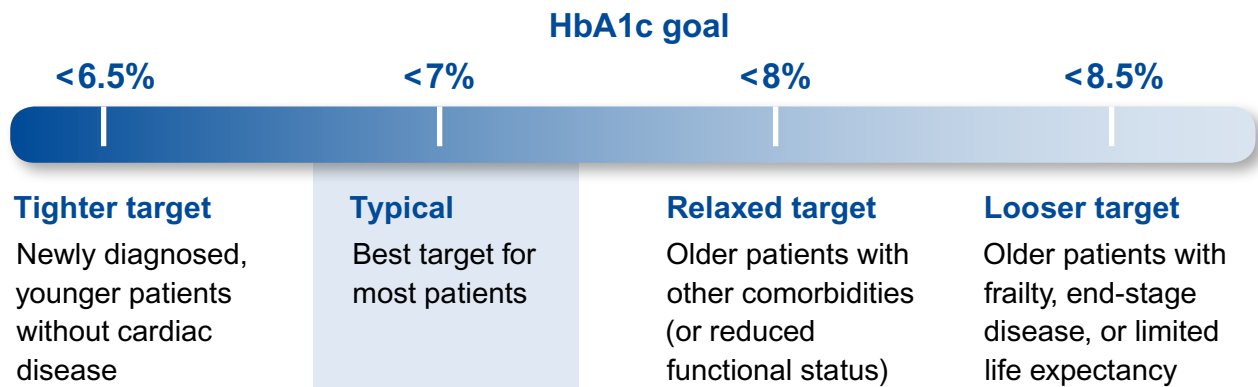 HbA1c goal
<6.5%
<7%
<8%
<8.5%
Tighter target
Newly diagnosed,
younger patients
without cardiac
disease
Typical
Best target for
most patients
Relaxed target
Older patients with
other comorbidities
(or reduced
functional status)
Looser target
Older patients with
frailty, end-stage
disease, or limited
life expectancy